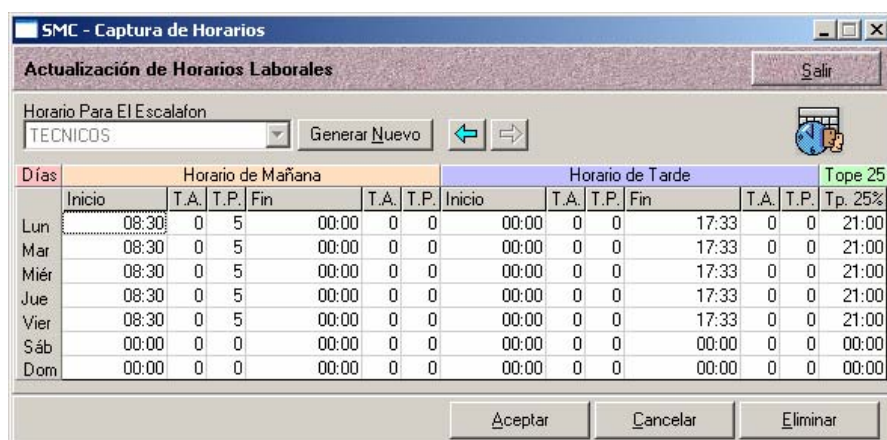 SMC - Captura de Horarios
Actualización de Horarios Laborales
Salir
Horario Para El Escalafon
TECNICOS
Generar Nuevo
Días Horario de Mañana Horario de Tarde Tope 25
Inicio T.A. T.P. Fin T.A. T.P. Inicio T.A. T.P. Fin T.A. T.P. Tp. 25%
Lun 08:30 0 5 00:00 0 0 00:00 0 0 17:33 0 0 21:00
Mar 08:30 0 5 00:00 0 0 00:00 0 0 17:33 0 0 21:00
Miér 08:30 0 5 00:00 0 0 00:00 0 0 17:33 0 0 21:00
Jue 08:30 0 5 00:00 0 0 00:00 0 0 17:33 0 0 21:00
Vier 08:30 0 5 00:00 0 0 00:00 0 0 17:33 0 0 21:00
Sáb 00:00 0 0 00:00 0 0 00:00 0 0 00:00 0 0 00:00
Dom 00:00 0 0 00:00 0 0 00:00 0 0 00:00 0 0 00:00
Aceptar Cancelar Eliminar